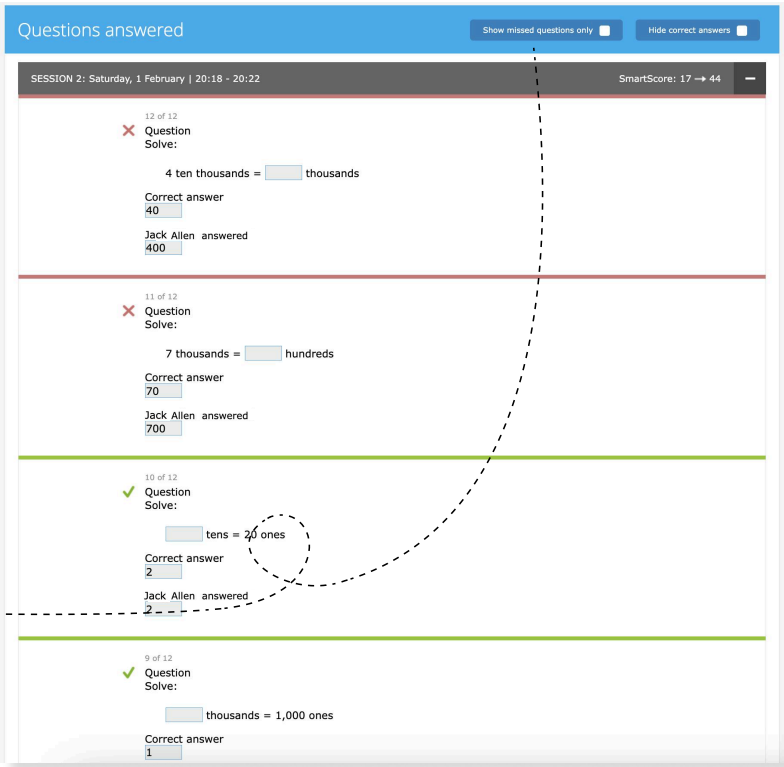 Questions answered
Show missed questions only
Hide correct answers
SESSION 2: Saturday, 1 February | 20:18 - 20:22
SmartScore: 17 → 44
12 of 12
Question
Solve:
4 ten thousands = thousands
Correct answer
40
Jack Allen answered
400
11 of 12
Question
Solve:
7 thousands = hundreds
Correct answer
70
Jack Allen answered
700
10 of 12
Question
Solve:
tens = 20 ones
Correct answer
2
Jack Allen answered
2
9 of 12
Question
Solve:
thousands = 1,000 ones
Correct answer
1